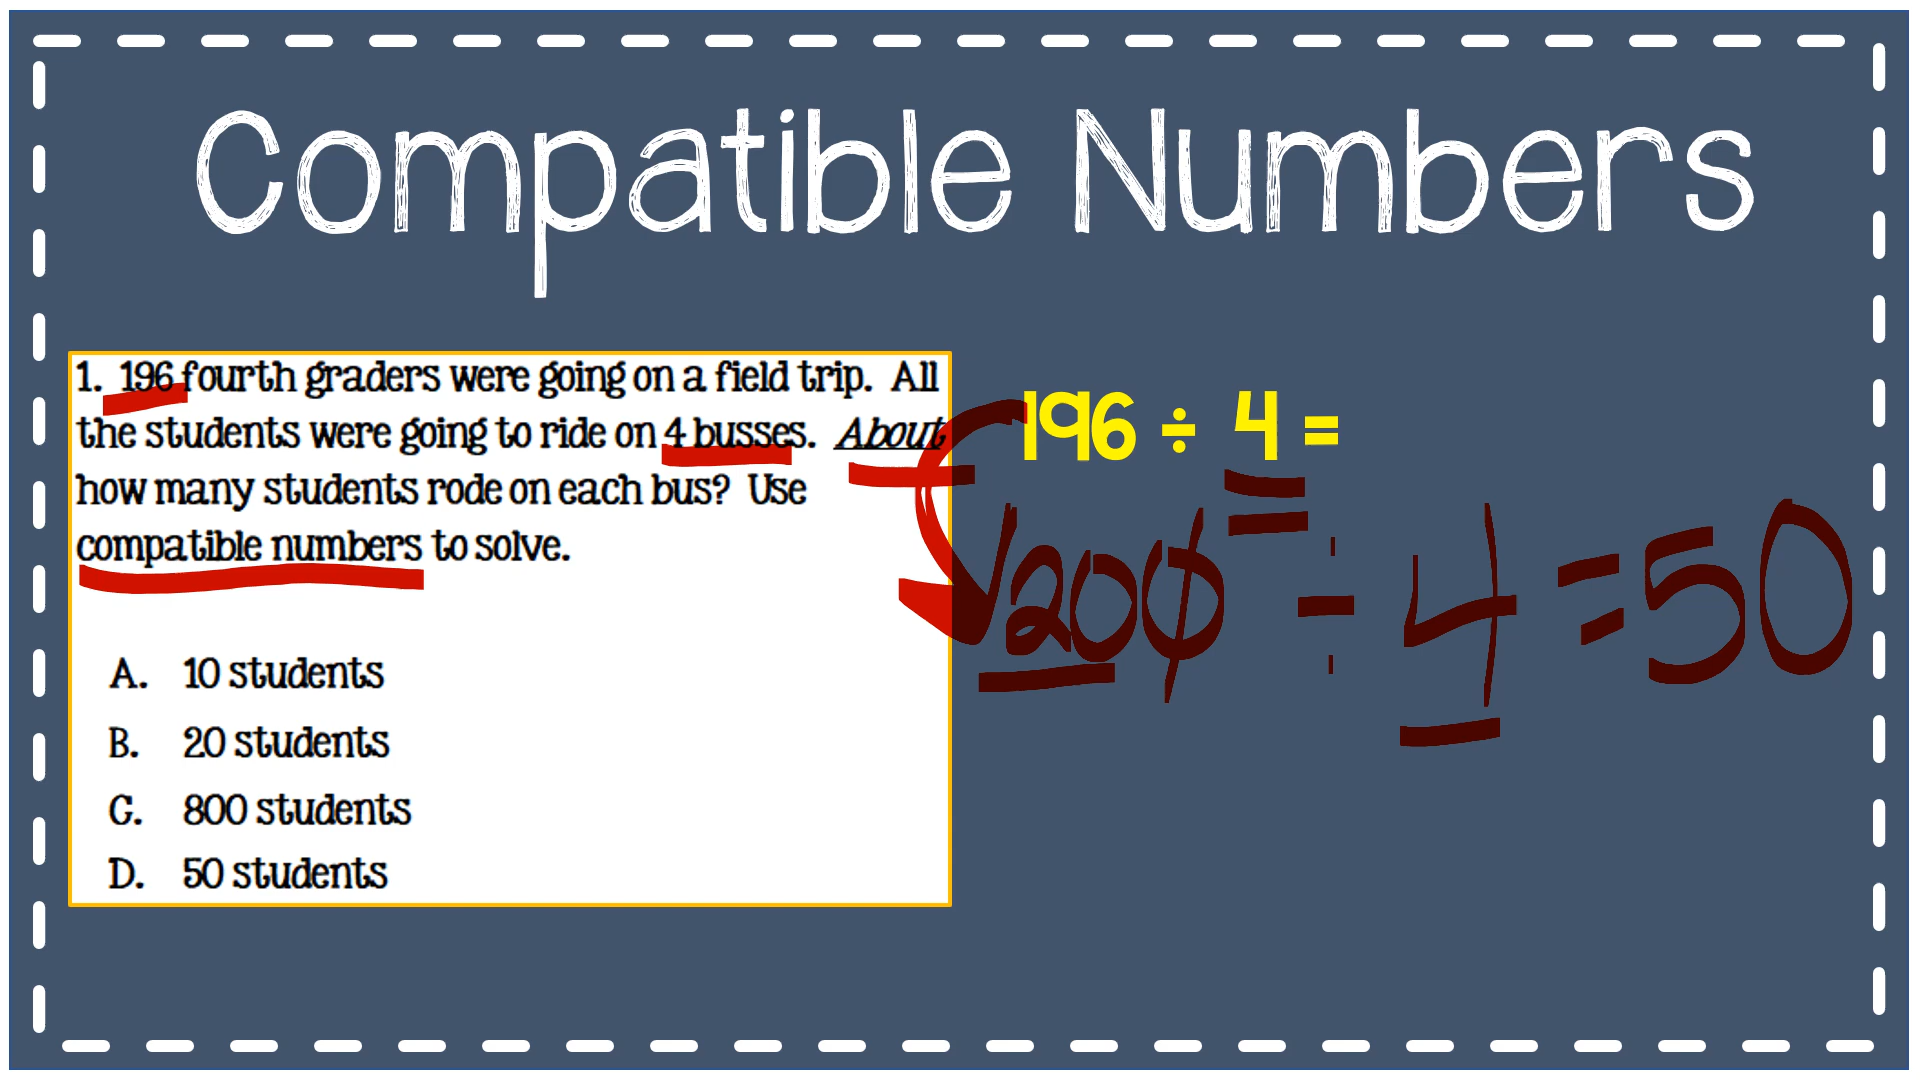 Compatible Numbers
1. 196 fourth graders were going on a field trip. All
the students were going to ride on 4 busses. About
how many students rode on each bus? Use
compatible numbers to solve.
A. 10 students
B. 20 students
C. 800 students
D. 50 students
196 ÷ 4 =
200 ÷ 4 = 50